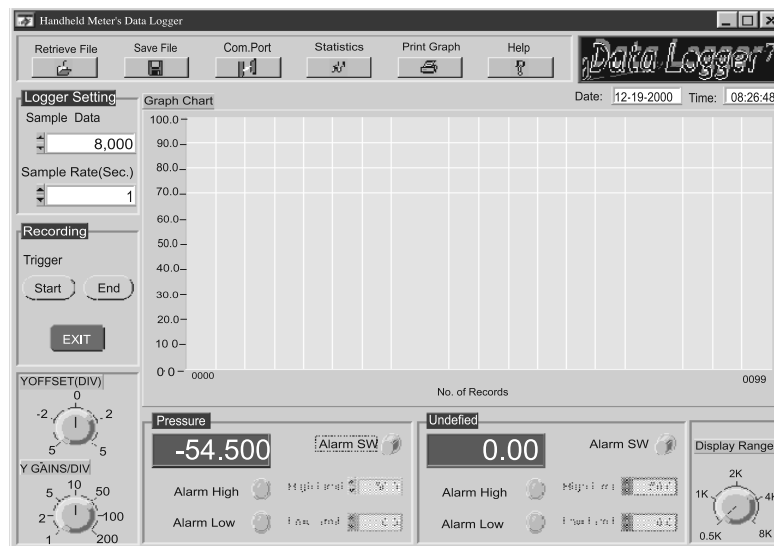 Handheld Meter's Data Logger
Retrieve File Save File Com.Port Statistics Print Graph Help
Data Logger
Logger Setting
Sample Data
8,000
Sample Rate(Sec.)
1
Recording
Trigger
Start End
EXIT
YOFFSET(DIV)
0
-2 2
5 5
Y GAINS/DIV
10
5 50
2 100
1 200
Graph Chart
Date: 12-19-2000 Time: 08:26:48
100.0
90.0
80.0
70.0
60.0
50.0
40.0
30.0
20.0
10 0
0 0
0000 0099
No. of Records
Pressure
-54.500 Alarm SW
Alarm High
Alarm Low
Undefied
0.00 Alarm SW
Alarm High
Alarm Low
Display Range
2K
1K 4K
0.5K 8K